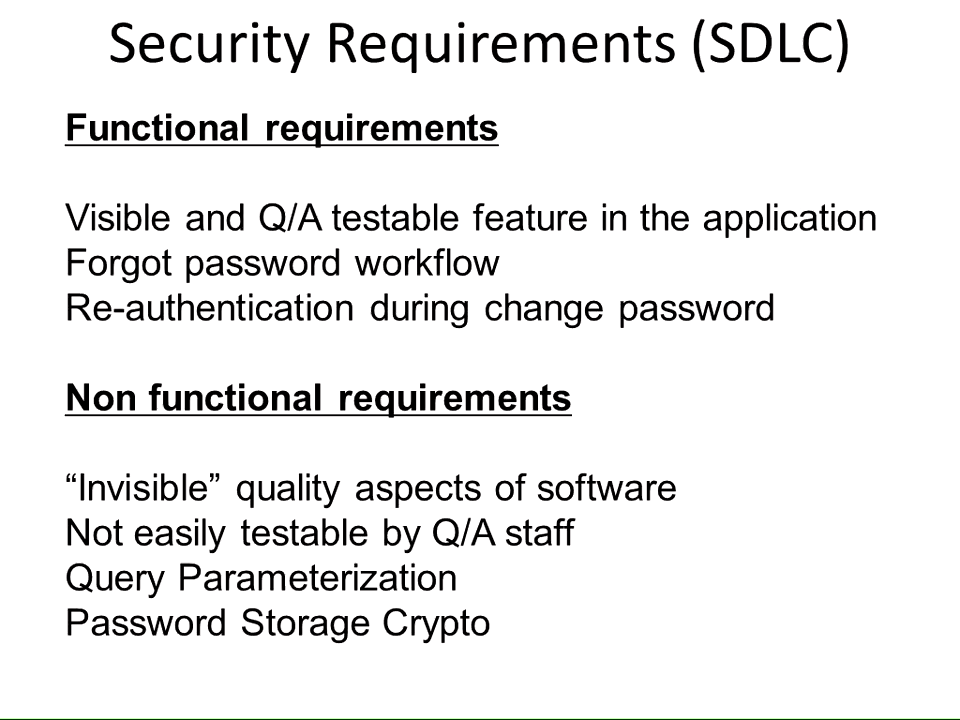 Security Requirements (SDLC)
Functional requirements
Visible and Q/A testable feature in the application
Forgot password workflow
Re-authentication during change password
Non functional requirements
“Invisible” quality aspects of software
Not easily testable by Q/A staff
Query Parameterization
Password Storage Crypto